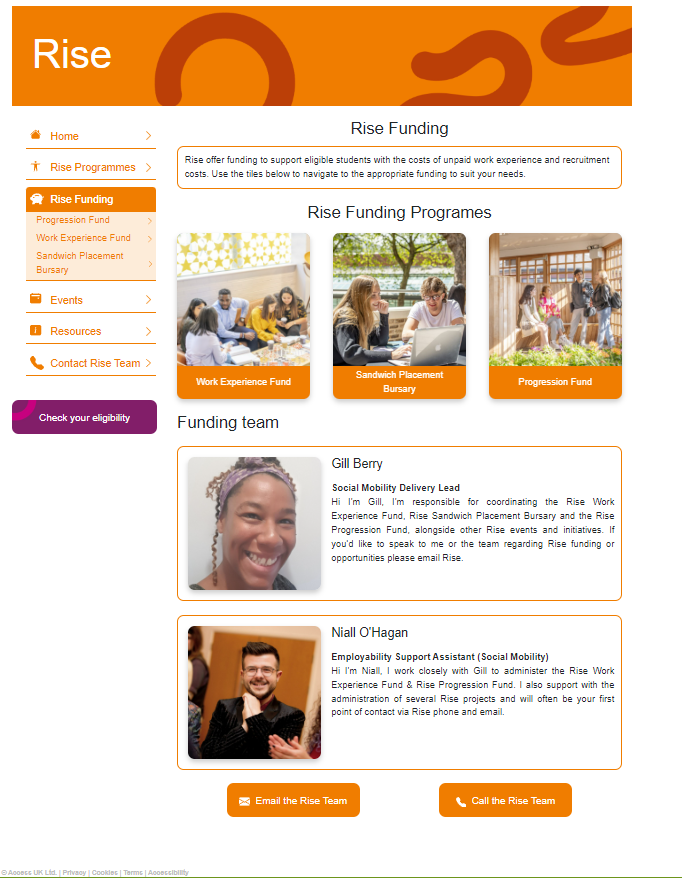 Rise
Home
Rise Programmes
Rise Funding
Progression Fund
Work Experience Fund
Sandwich Placement
Bursary
Events
Resources
Contact Rise Team
Check your eligibility
Rise Funding
Rise offer funding to support eligible students with the costs of unpaid work experience and recruitment
costs. Use the tiles below to navigate to the appropriate funding to suit your needs.
Rise Funding Programes
Work Experience Fund
Sandwich Placement
Bursary
Progression Fund
Funding team
Gill Berry
Social Mobility Delivery Lead
Hi I'm Gill, I'm responsible for coordinating the Rise Work
Experience Fund, Rise Sandwich Placement Bursary and the Rise
Progression Fund, alongside other Rise events and initiatives. If
you'd like to speak to me or the team regarding Rise funding or
opportunities please email Rise.
Niall O'Hagan
Employability Support Assistant (Social Mobility)
Hi I'm Niall, I work closely with Gill to administer the Rise Work
Experience Fund & Rise Progression Fund. I also support with the
administration of several Rise projects and will often be your first
point of contact via Rise phone and email.
Email the Rise Team
Call the Rise Team
© Access UK Ltd. | Privacy | Cookies | Terms | Accessibility